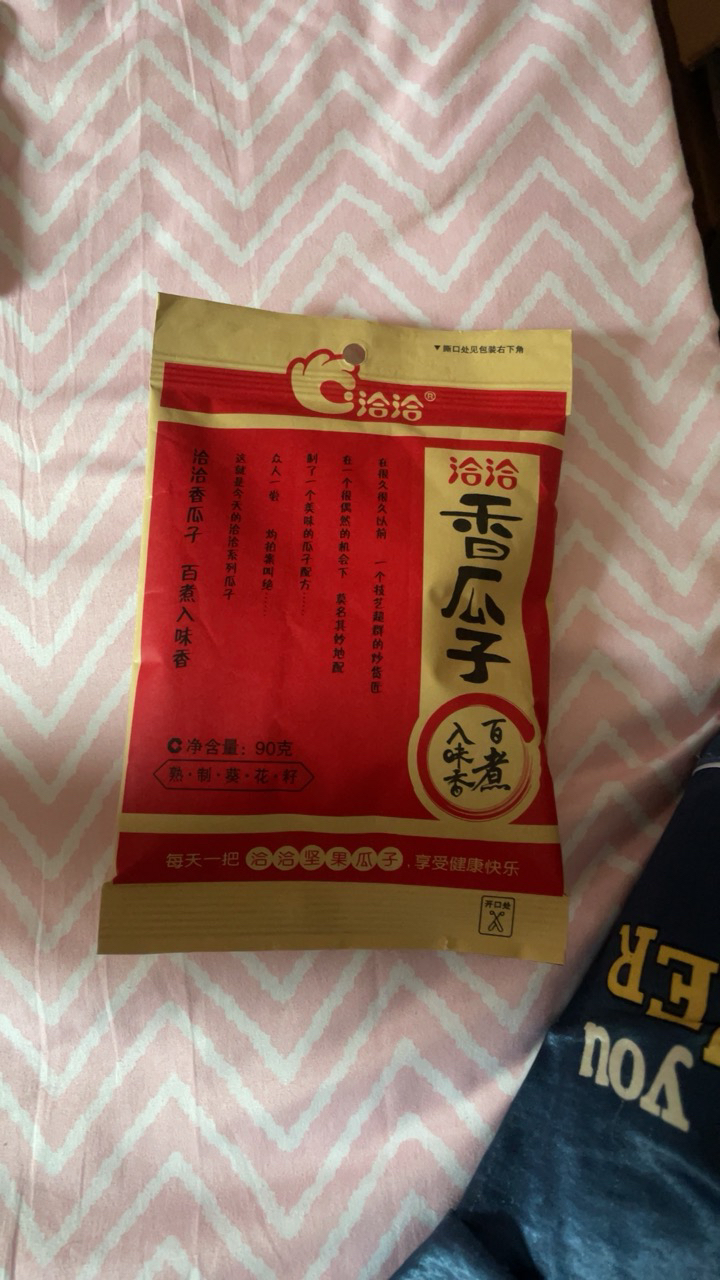 ▼撕口处见包装右下角
洽洽®
洽洽
香瓜子
百煮
入味香
在很久很久以前 一个技艺超群的炒货匠
在一个很偶然的机会下 莫名其妙地配
制了一个美味的瓜子配方……
众人一尝 均拍案叫绝……
这就是今天的洽洽系列瓜子
洽洽香瓜子 百煮入味香
净含量：90克
熟·制·葵·花·籽
每天一把 洽洽坚果瓜子，享受健康快乐
开口处
ER
you